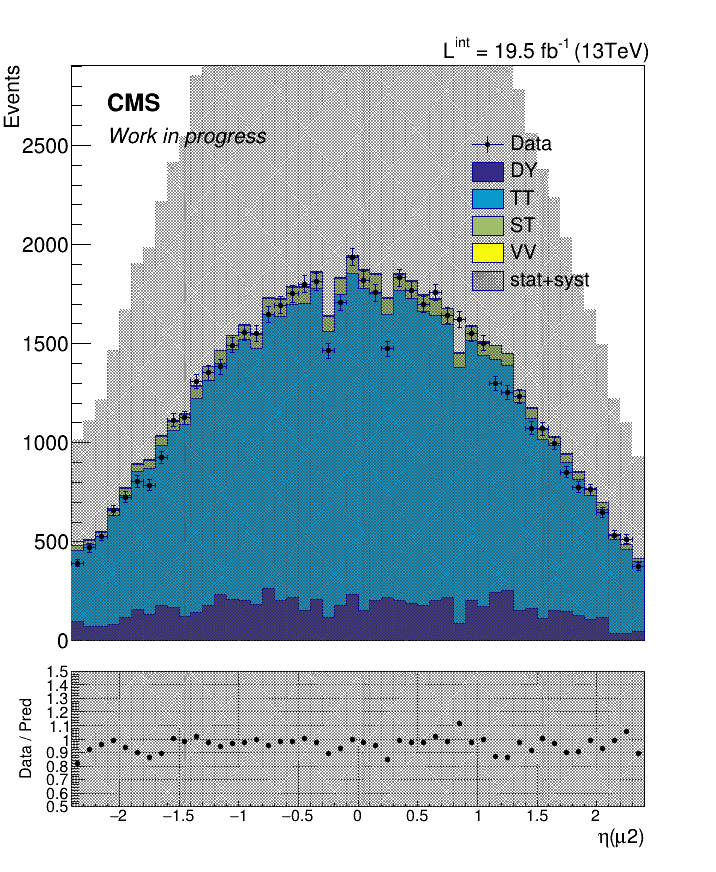 L^int = 19.5 fb^-1 (13TeV)
Events
CMS
Work in progress
Data
DY
TT
ST
VV
stat+syst
2500
2000
1500
1000
500
0
Data / Pred
1.5
1.4
1.3
1.2
1.1
1
0.9
0.8
0.7
0.6
0.5
−2 −1.5 −1 −0.5 0 0.5 1 1.5 2
η(μ2)